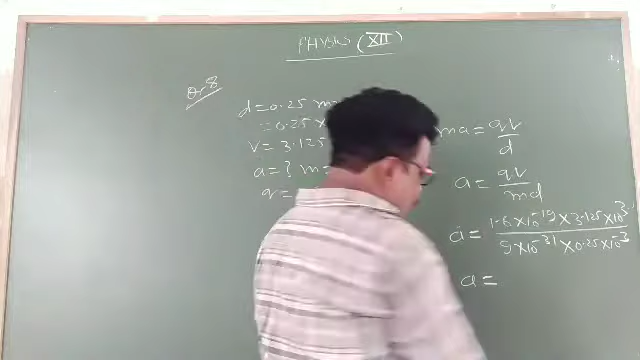 PHYSICS (XII)
Or 8
d = 0.25 m
= 0.25 ×
V = 3.125
a = ? m =
q =
ma = qV/d
a = qV/md
a = 1.6×10⁻¹⁹ × 3.125 ×10³ / 9×10⁻³¹ × 0.25 ×10⁻³
a =